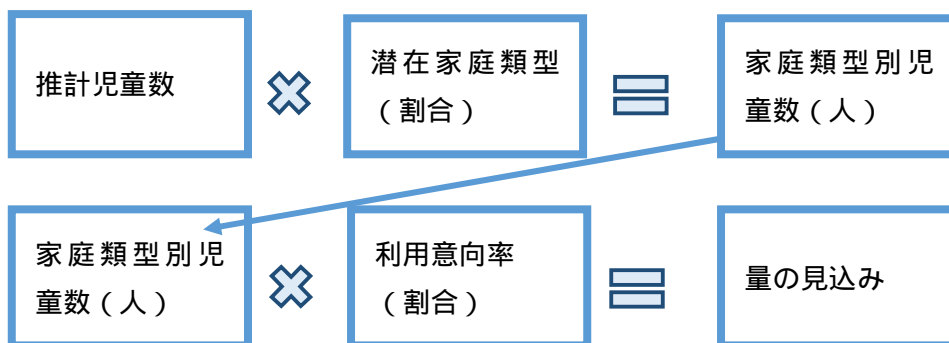 推計児童数
潜在家庭類型
(割合)
家庭類型別児
童数(人)
家庭類型別児
童数(人)
利用意向率
(割合)
量の見込み